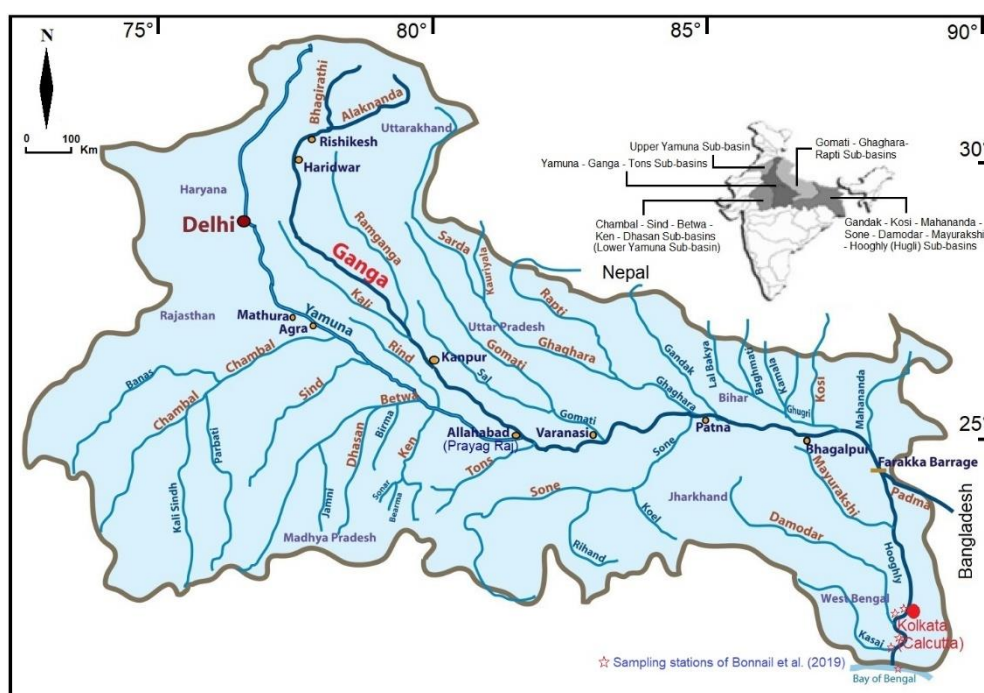 75°
80°
85°
90°
N
0 100
Km
Bhagirathi
Alaknanda
Uttarakhand
Rishikesh
Haridwar
Haryana
Delhi
Upper Yamuna Sub-basin
Yamuna - Ganga - Tons Sub-basins
Gomati - Ghaghara-
Rapti Sub-basins
30°
Chambal - Sind - Betwa -
Ken - Dhasan Sub-basins
(Lower Yamuna Sub-basin)
Gandak - Kosi - Mahananda -
Sone - Damodar - Mayurakshi
- Hooghly (Hugli) Sub-basins
Ramganga
Sarda
Kauriyala
Nepal
Ganga
Kali
Rapti
Rajasthan
Mathura
Yamuna
Agra
Uttar Pradesh
Ghaghara
Gomati
Rind
Kanpur
Sal
Chambal
Banas
Chambal
Sind
Betwa
Gandak
Lal Bakya
Baghmati
Kamala
Kosi
Mahananda
Ghaghara
Bihar
Ghugri
Gomati
Parbati
Kali Sindh
Dhasan
Birma
Ken
Jamni
Sonar
Bearma
Allahabad
(Prayag Raj)
Varanasi
Patna
25°
Tons
Sone
Sone
Bhagalpur
Farakka Barrage
Padma
Bangladesh
Mayurakshi
Jharkhand
Koel
Rihand
Damodar
Hooghly
Madhya Pradesh
West Bengal
Kolkata
(Calcutta)
Kasai
☆ Sampling stations of Bonnail et al. (2019)
Bay of Bengal